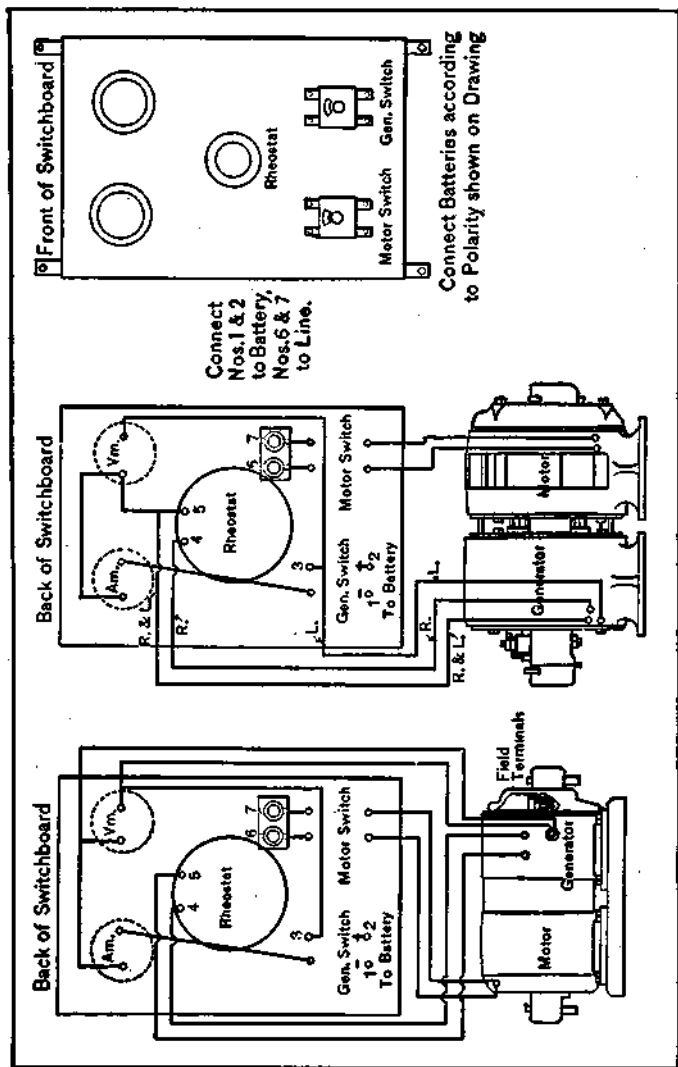 Back of Switchboard
Am.
Vm.
4
5
Rheostat
6
7
3
Gen. Switch
Motor Switch
1
−
+
2
To Battery
Field
Terminals
Motor
Generator
Back of Switchboard
Am.
Vm.
R. & L.
R.
4
5
Rheostat
6
7
L.
3
Gen. Switch
Motor Switch
1
−
+
2
To Battery
R. & L.
R.
L.
Generator
Motor
Connect
Nos. 1 & 2
to Battery,
Nos. 6 & 7
to Line.
Front of Switchboard
Rheostat
Motor Switch
Gen. Switch
Connect Batteries according
to Polarity shown on Drawing